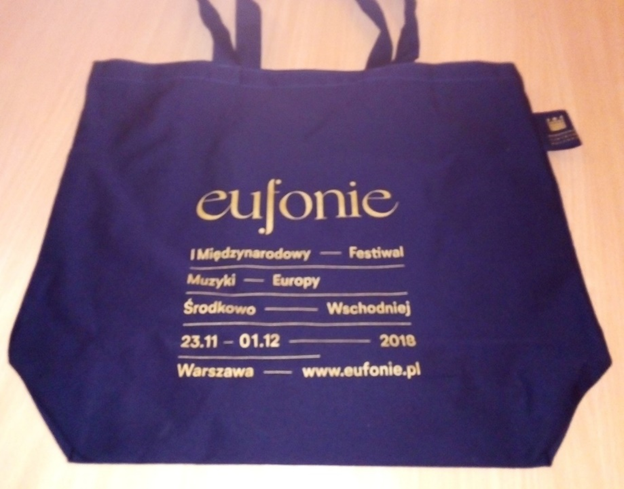 eufonie
I Międzynarodowy — Festiwal
Muzyki — Europy
Środkowo — Wschodniej
23.11 – 01.12 — 2018
Warszawa — www.eufonie.pl